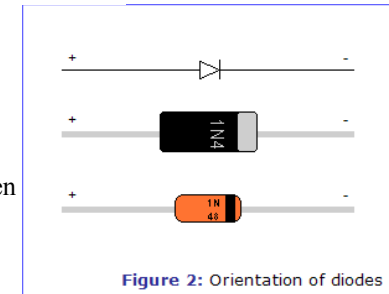 + -
+ -
1N4
en
+ -
1N
48
Figure 2: Orientation of diodes